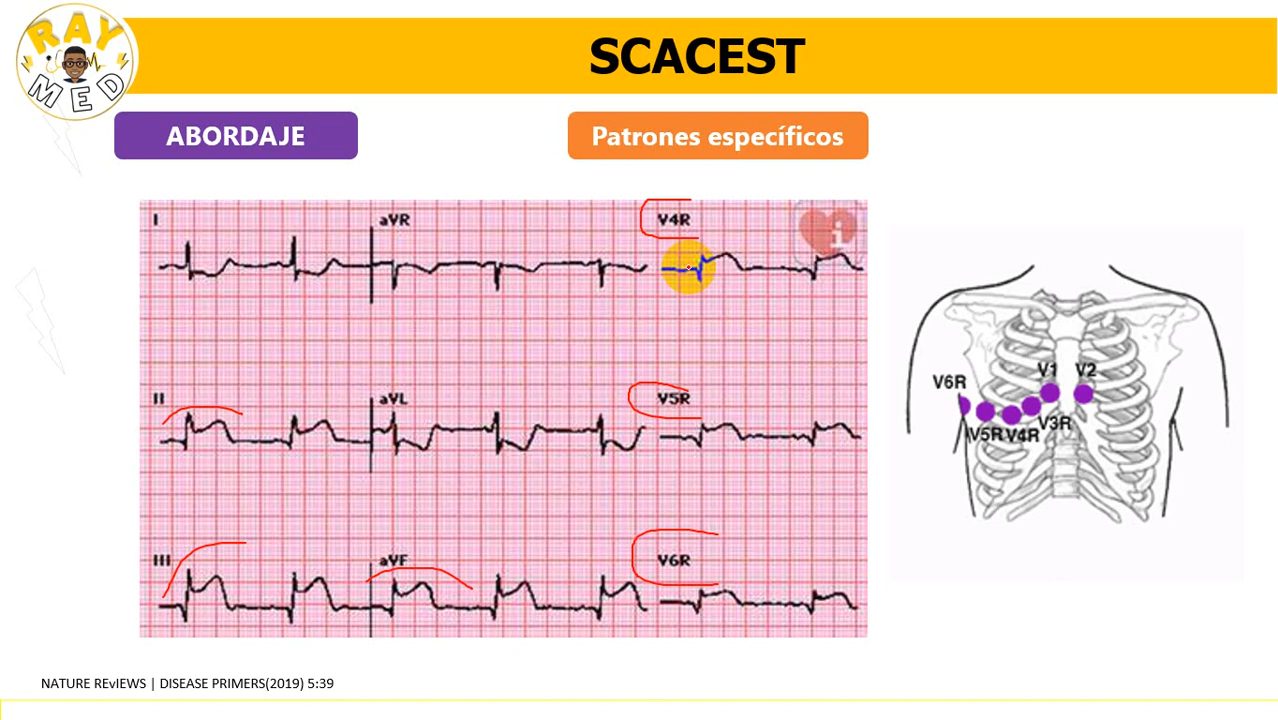 RAY
MED
SCACEST
ABORDAJE
Patrones específicos
I
aVR
V4R
i
II
aVL
V5R
III
aVF
V6R
V1
V2
V6R
V3R
V5R
V4R
NATURE REvIEWS | DISEASE PRIMERS(2019) 5:39